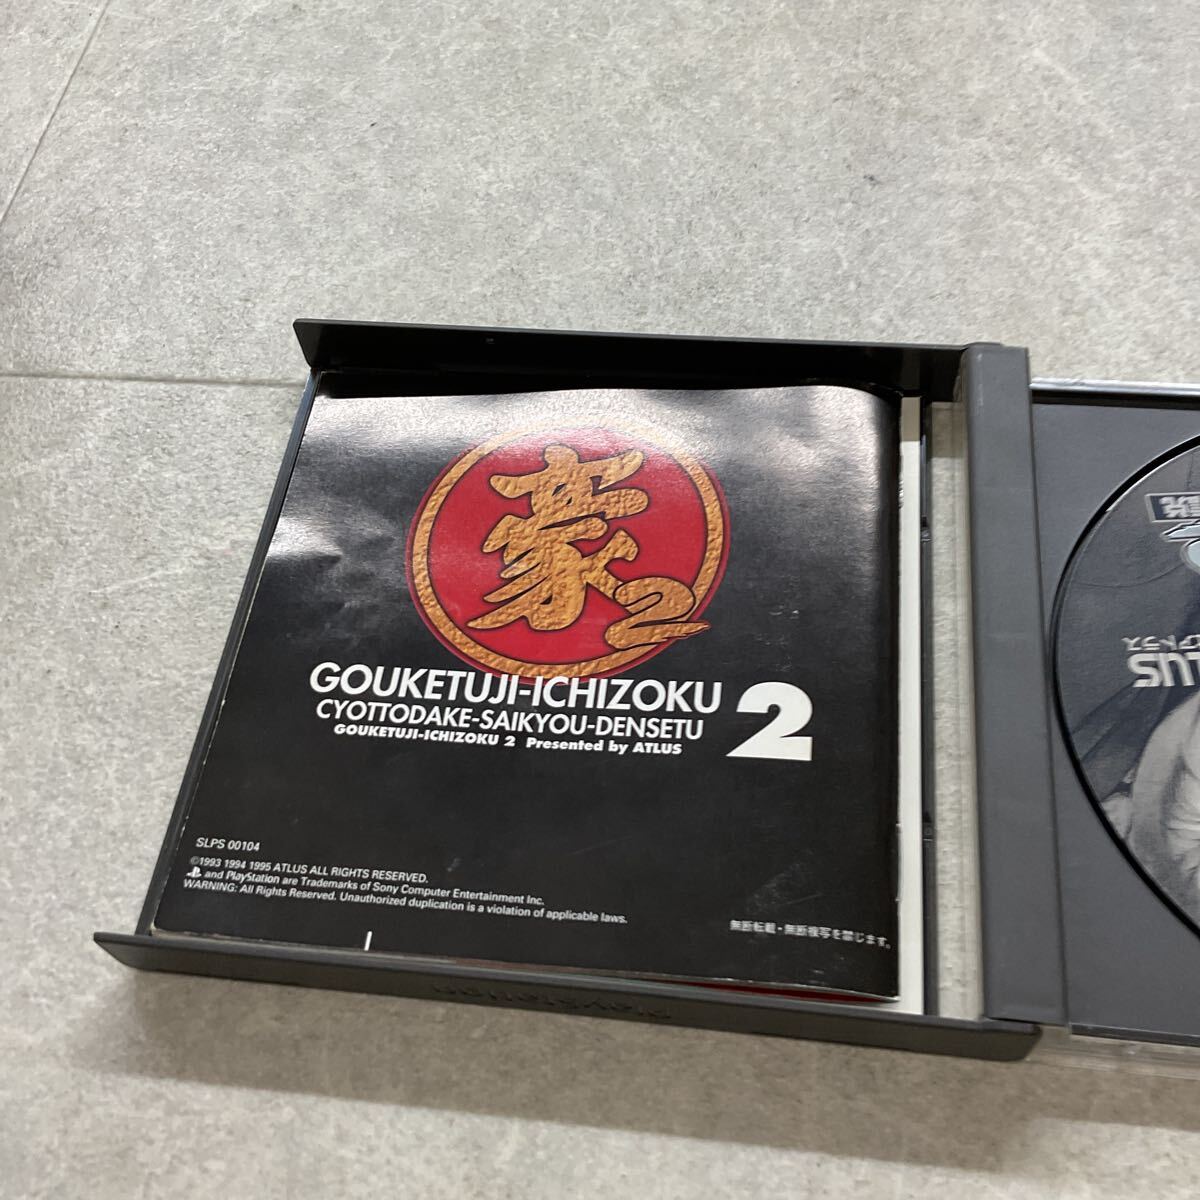 豪2
GOUKETUJI-ICHIZOKU 2
CYOTTODAKE-SAIKYOU-DENSETU
GOUKETUJI-ICHIZOKU 2 Presented by ATLUS
SLPS 00104
©1993 1994 1995 ATLUS ALL RIGHTS RESERVED.
and PlayStation are Trademarks of Sony Computer Entertainment Inc.
WARNING: All Rights Reserved. Unauthorized duplication is a violation of applicable laws.
無断転載・無断複写を禁じます。
PlayStation